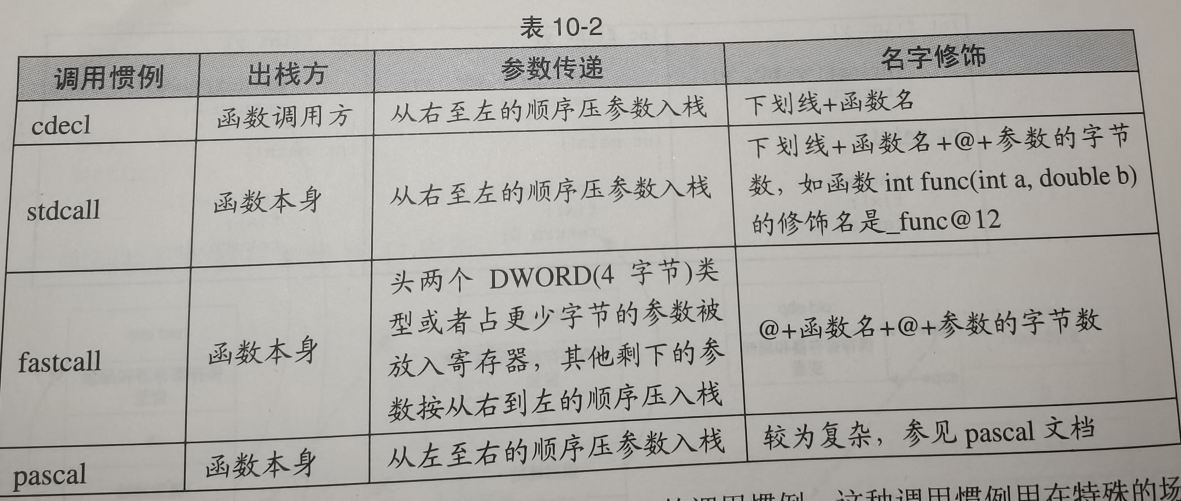 表 10-2
调用惯例 出栈方 参数传递 名字修饰
cdecl 函数调用方 从右至左的顺序压参数入栈 下划线+函数名
stdcall 函数本身 从右至左的顺序压参数入栈 下划线+函数名+@+参数的字节
数，如函数 int func(int a, double b)
的修饰名是_func@12
fastcall 函数本身 头两个 DWORD(4 字节)类
型或者占更少字节的参数被
放入寄存器，其他剩下的参
数按从右到左的顺序压入栈
@+函数名+@+参数的字节数
pascal 函数本身 从左至右的顺序压参数入栈 较为复杂，参见 pascal 文档
的调用惯例，这种调用惯例用在特殊的场